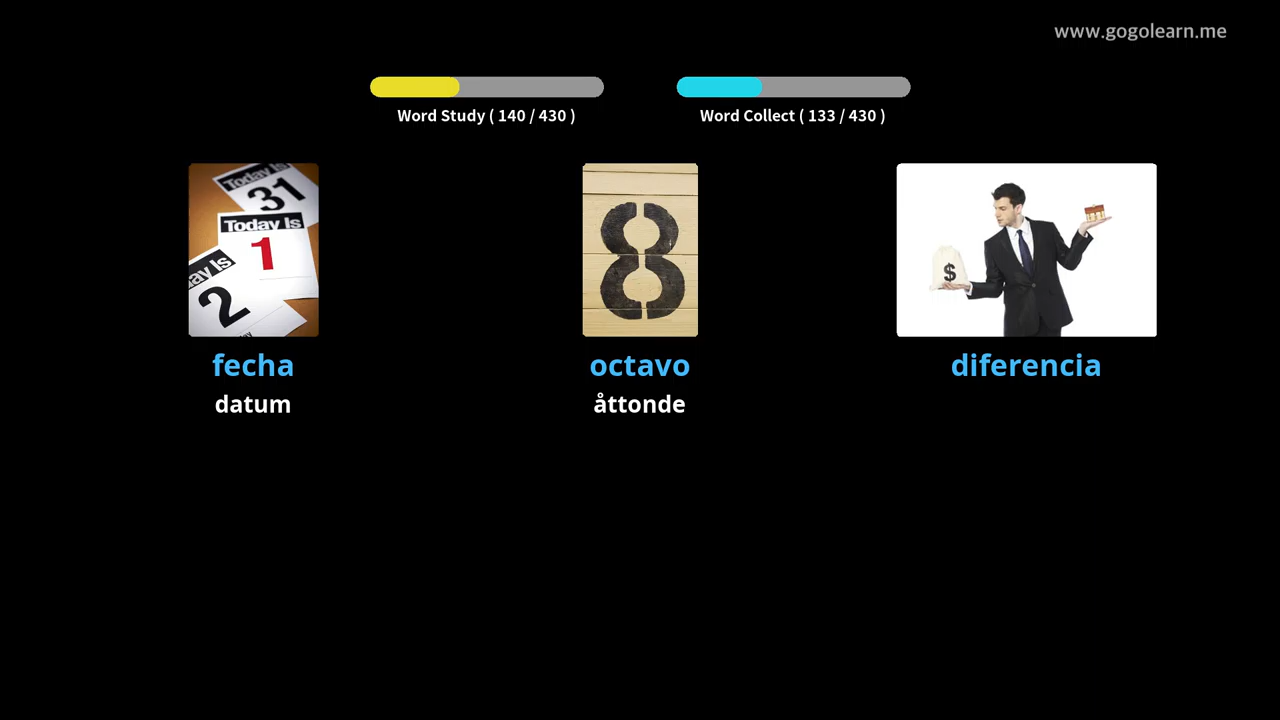 www.gogolearn.me
Word Study ( 140 / 430 )
Word Collect ( 133 / 430 )
Today Is
31
Today Is
1
ay Is
2
8
$
fecha
octavo
diferencia
datum
åttonde